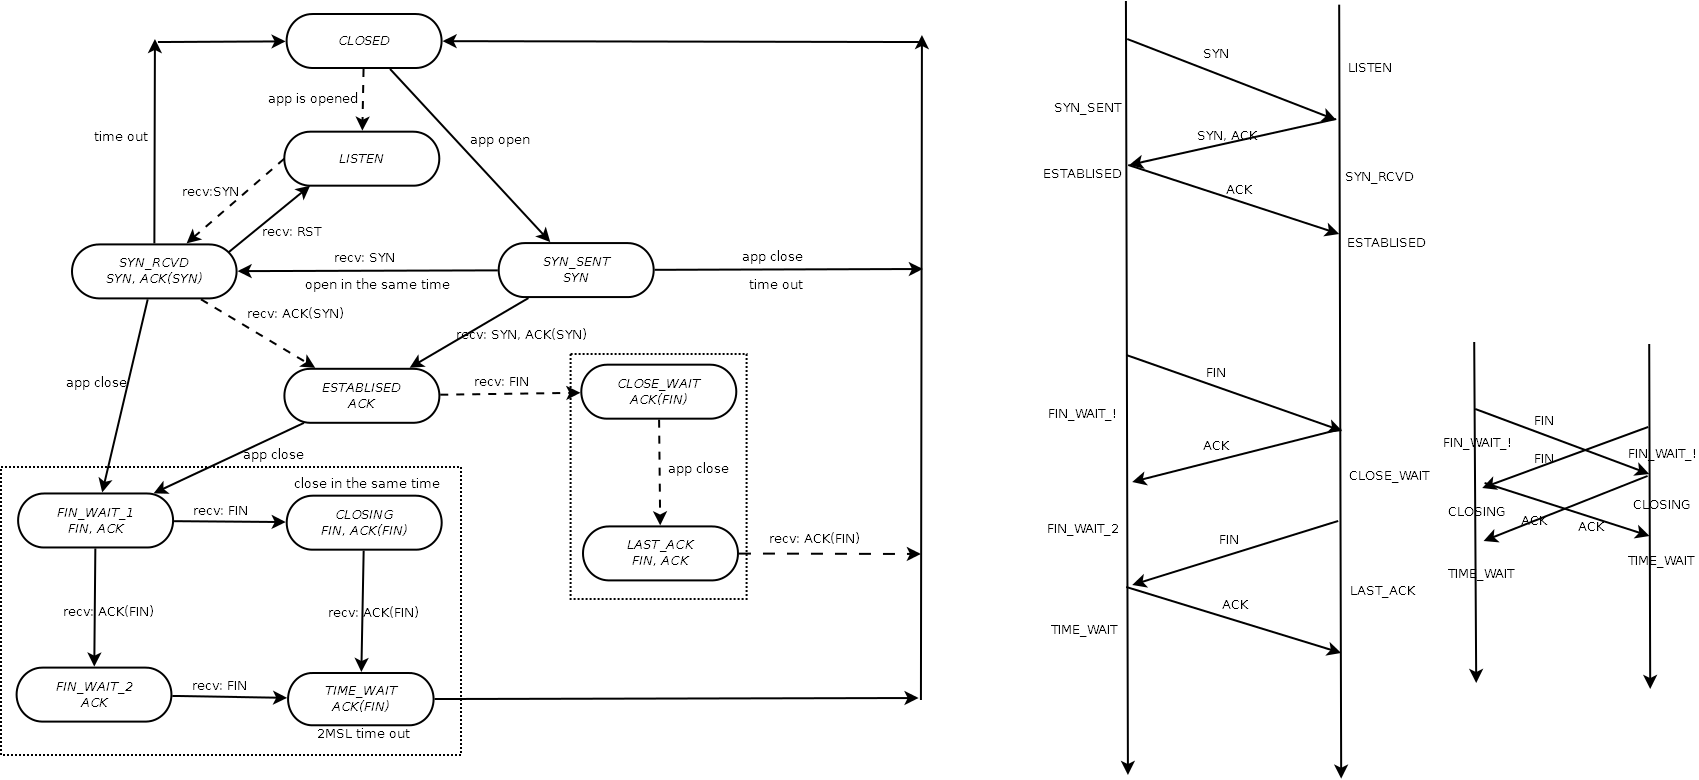 CLOSED
app is opened
time out
app open
LISTEN
recv:SYN
recv: RST
SYN_RCVD
SYN, ACK(SYN)
recv: SYN
open in the same time
SYN_SENT
SYN
app close
time out
recv: ACK(SYN)
recv: SYN, ACK(SYN)
app close
ESTABLISED
ACK
recv: FIN
CLOSE_WAIT
ACK(FIN)
app close
app close
close in the same time
FIN_WAIT_1
FIN, ACK
recv: FIN
CLOSING
FIN, ACK(FIN)
LAST_ACK
FIN, ACK
recv: ACK(FIN)
recv: ACK(FIN)
recv: ACK(FIN)
FIN_WAIT_2
ACK
recv: FIN
TIME_WAIT
ACK(FIN)
2MSL time out
SYN
LISTEN
SYN_SENT
SYN, ACK
ESTABLISED
SYN_RCVD
ACK
ESTABLISED
FIN
FIN_WAIT_!
ACK
CLOSE_WAIT
FIN_WAIT_2
FIN
LAST_ACK
ACK
TIME_WAIT
FIN
FIN_WAIT_!
FIN_WAIT_!
FIN
CLOSING
CLOSING
ACK
ACK
TIME_WAIT
TIME_WAIT